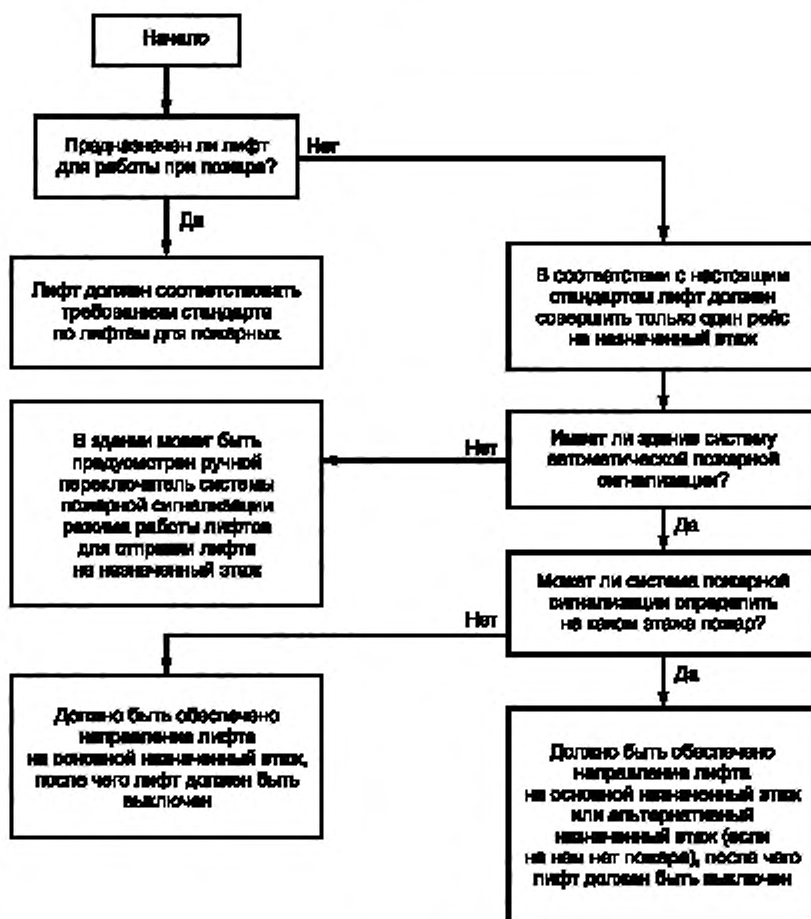 Начало
Предназначен ли лифт
для работы при пожаре?
Нет
Да
Лифт должен соответствовать
требованиям стандарта
по лифтам для пожарных
В соответствии с настоящим
стандартом лифт должен
совершить только один рейс
на назначенный этаж
В здании может быть
предусмотрен ручной
переключатель системы
пожарной сигнализации
режима работы лифтов
для отправки лифта
на назначенный этаж
Нет
Имеет ли здание систему
автоматической пожарной
сигнализации?
Да
Может ли система пожарной
сигнализации определить
на каком этаже пожар?
Нет
Да
Должно быть обеспечено
направление лифта
на основной назначенный этаж,
после чего лифт должен быть
выключен
Должно быть обеспечено
направление лифта
на основной назначенный этаж
или альтернативный
назначенный этаж (если
на нем нет пожара), после чего
лифт должен быть выключен